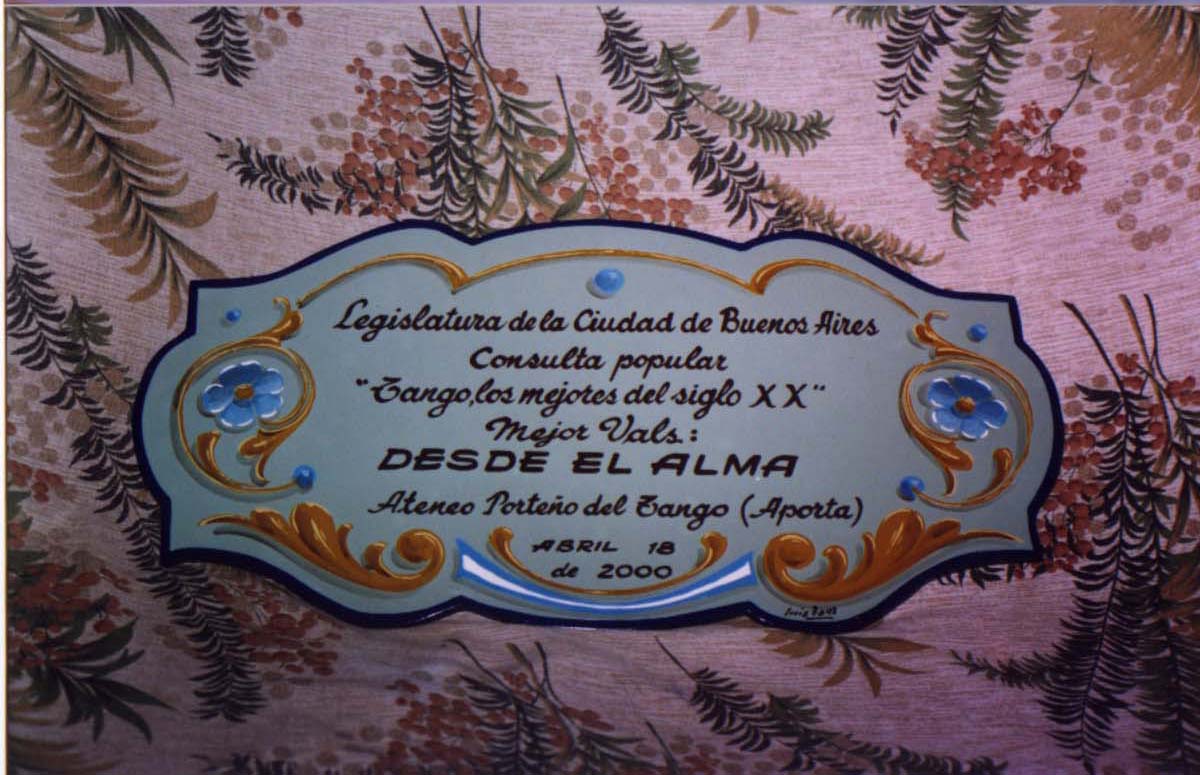 Legislatura de la Ciudad de Buenos Aires
Consulta popular
"Tango, los mejores del siglo XX"
Mejor Vals.:
DESDE EL ALMA
Ateneo Porteño del Tango (Aporta)
ABRIL 18
de 2000